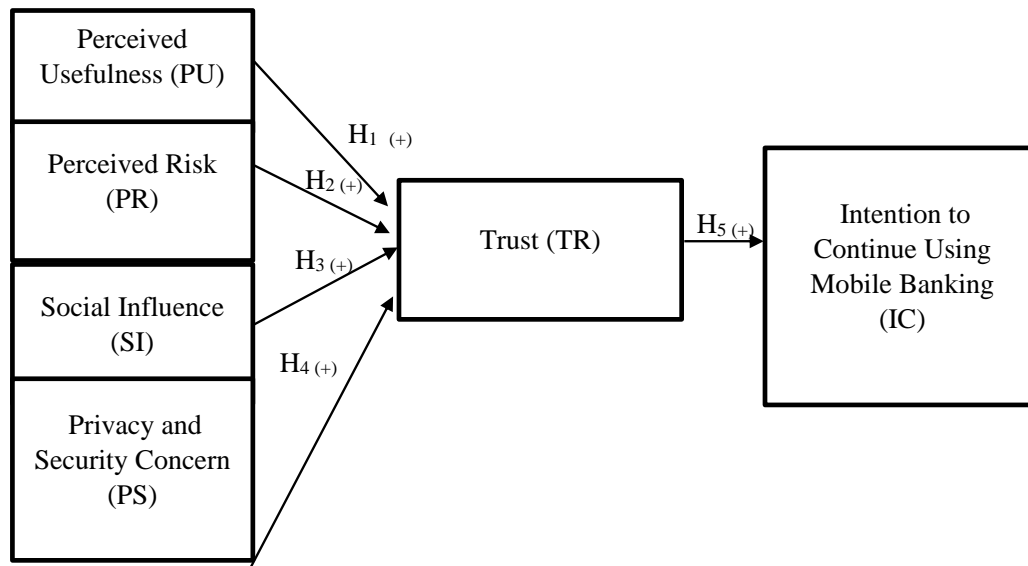 Perceived
Usefulness (PU)
Perceived Risk
(PR)
Social Influence
(SI)
Privacy and
Security Concern
(PS)
H1 (+)
H2 (+)
H3 (+)
H4 (+)
Trust (TR)
H5 (+)
Intention to
Continue Using
Mobile Banking
(IC)